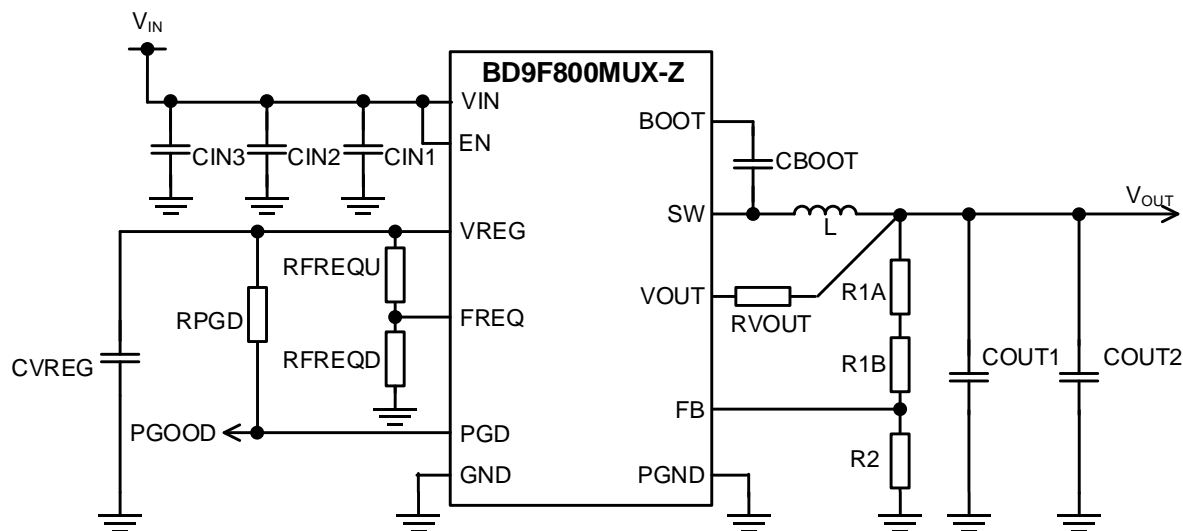 VIN
BD9F800MUX-Z
VIN
BOOT
EN
CIN3
CIN2
CIN1
CBOOT
SW
VOUT
L
VREG
RFREQU
VOUT
R1A
RPGD
FREQ
RVOUT
RFREQD
CVREG
R1B
COUT1
COUT2
FB
PGOOD
PGD
R2
GND
PGND